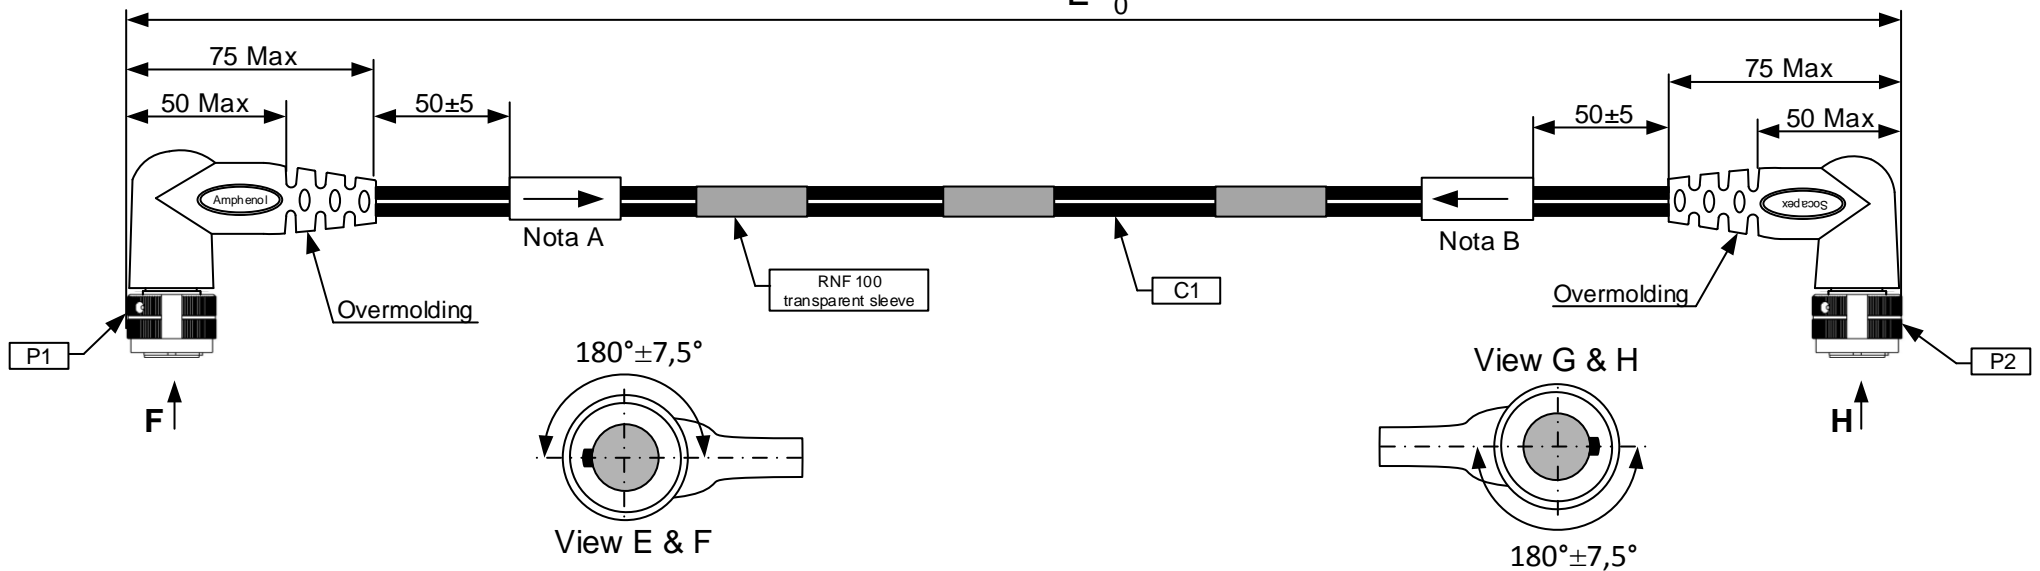 0
75 Max
50 Max
50±5
75 Max
50±5
50 Max
Amphenol
Socapex
Nota A
Nota B
RNF 100
transparent sleeve
C1
Overmolding
Overmolding
P1
P2
180°±7,5°
View G & H
F
H
View E & F
180°±7,5°